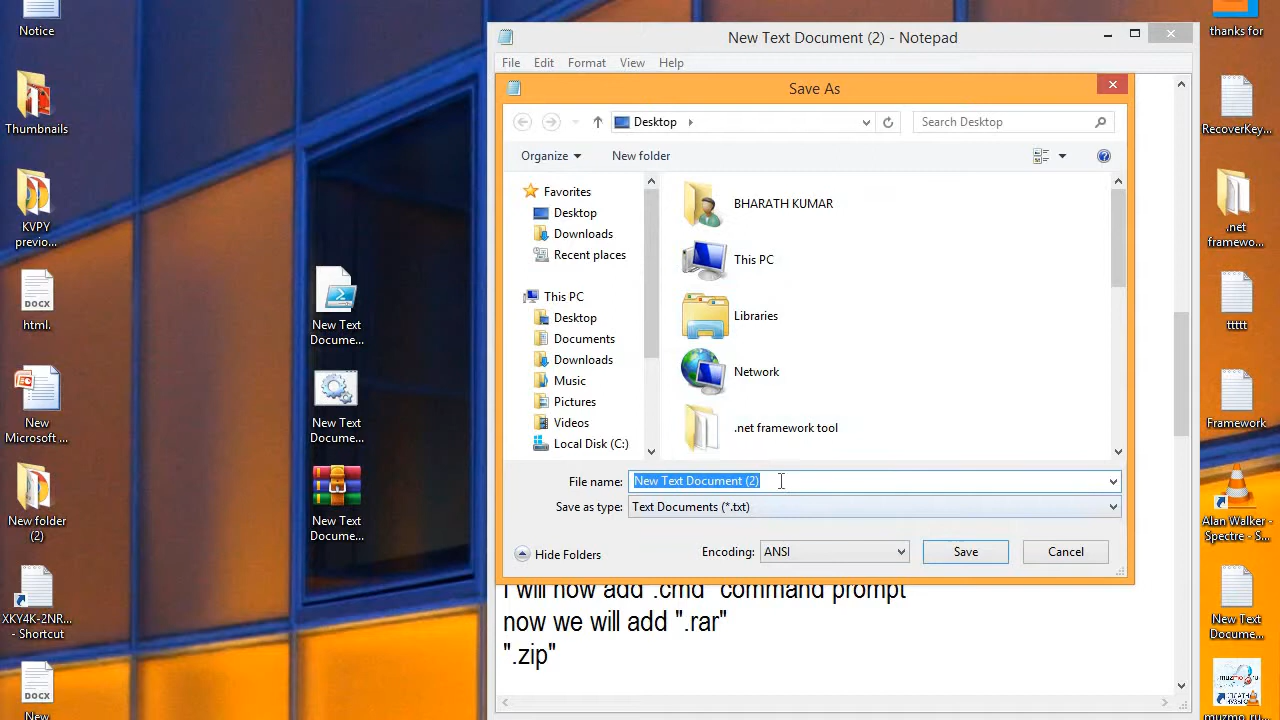 Notice
Thumbnails
KVPY
previo...
html.
New
Microsoft ...
New folder
(2)
XKY4K-2NR...
- Shortcut
New
New Text
Docume...
New Text
Docume...
New Text
Docume...
New Text Document (2) - Notepad
File Edit Format View Help
Save As
Desktop
Search Desktop
Organize
New folder
Favorites
Desktop
Downloads
Recent places
This PC
Desktop
Documents
Downloads
Music
Pictures
Videos
Local Disk (C:)
BHARATH KUMAR
This PC
Libraries
Network
.net framework tool
File name: New Text Document (2)
Save as type: Text Documents (*.txt)
Hide Folders
Encoding: ANSI
Save
Cancel
I will now add ".cmd" command prompt
now we will add ".rar"
".zip"
thanks for
RecoverKey...
.net
framewo...
ttttt
Framework
Alan Walker -
Spectre - S...
New Text
Docume...
muzmo.ru